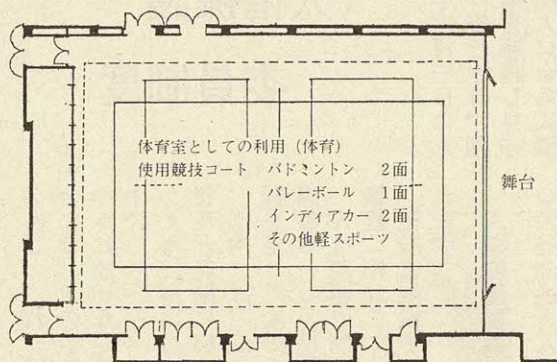 体育室としての利用（体育）
使用競技コート バドミントン 2面
バレーボール 1面
インディアカー 2面
その他軽スポーツ
舞台